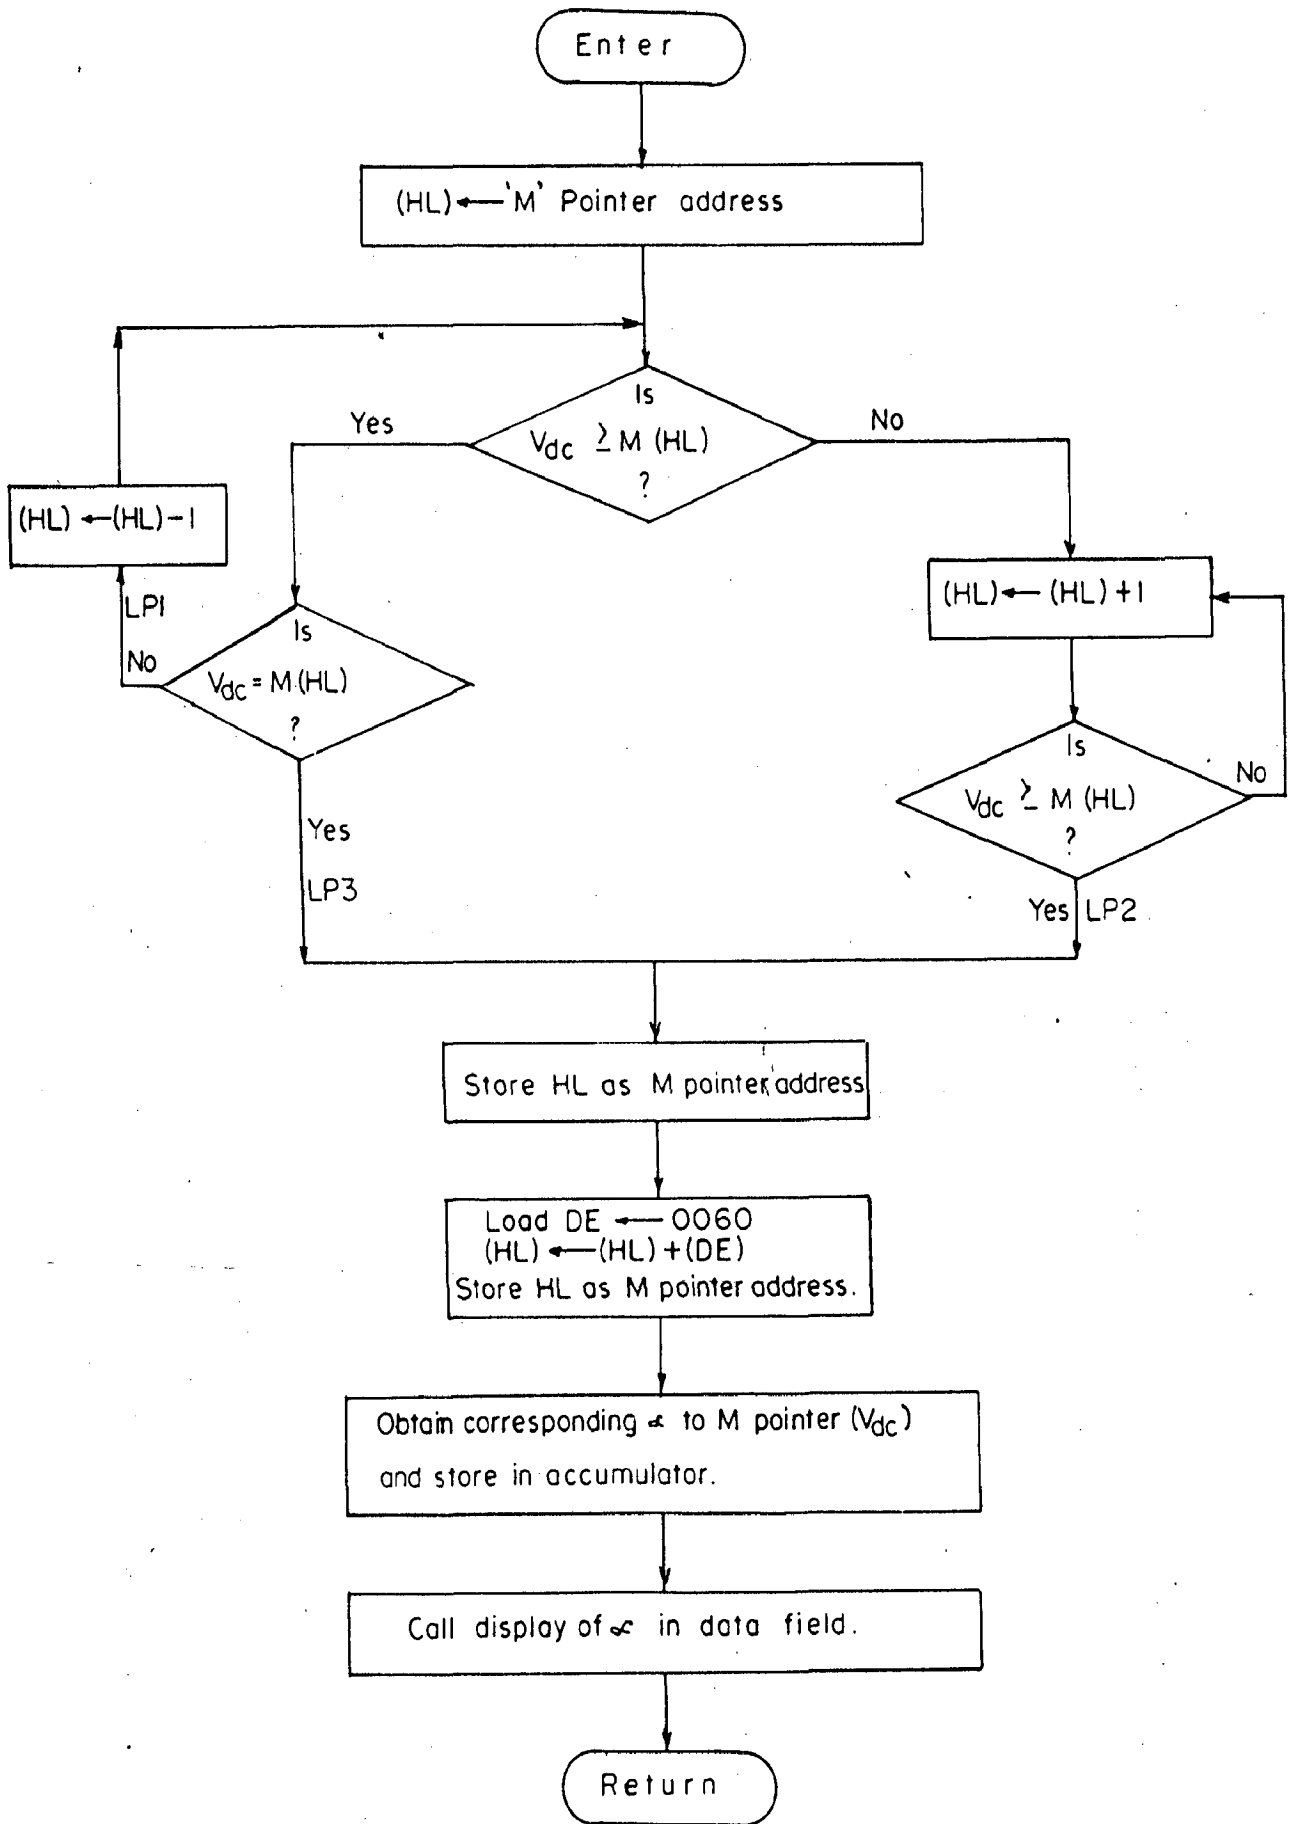 Enter
(HL) ← 'M' Pointer address
Is
Vdc ≥ M (HL)
?
Yes
No
(HL) ← (HL) - 1
LP1
No
Is
Vdc = M (HL)
?
Yes
LP3
(HL) ← (HL) + 1
Is
Vdc ≥ M (HL)
?
No
Yes LP2
Store HL as M pointer address
Load DE ← 0060
(HL) ← (HL) + (DE)
Store HL as M pointer address.
Obtain corresponding ∝ to M pointer (Vdc)
and store in accumulator.
Call display of ∝ in data field.
Return